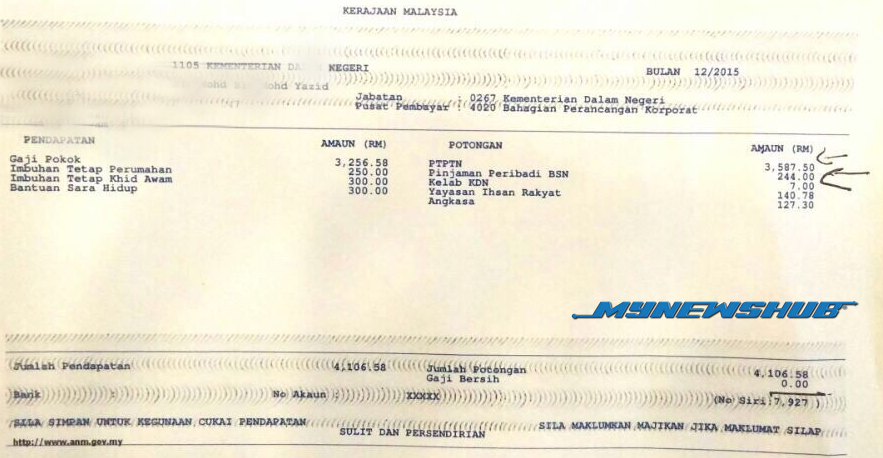 KERAJAAN MALAYSIA
1105 KEMENTERIAN NEGERI
BULAN 12/2015
Mohd Yazid
Jabatan : 0267 Kementerian Dalam Negeri
Pusat Pembayar : 4020 Bahagian Perancangan Korporat
PENDAPATAN AMAUN (RM) POTONGAN AMAUN (RM)
Gaji Pokok 3,256.58 PTPTN 3,587.50
Imbuhan Tetap Perumahan 250.00 Pinjaman Peribadi BSN 244.00
Imbuhan Tetap Khid Awam 300.00 Kelab KDN 7.00
Bantuan Sara Hidup 300.00 Yayasan Ihsan Rakyat 140.78
Angkasa 127.30
MYNEWSHUB
Jumlah Pendapatan 4,106.58 Jumlah Potongan 4,106.58
Gaji Bersih 0.00
Bank : No Akaun : XXXXX (No Siri:7,927)
SILA SIMPAN UNTUK KEGUNAAN CUKAI PENDAPATAN SILA MAKLUMKAN MAJIKAN JIKA MAKLUMAT SILAP
SULIT DAN PERSENDIRIAN
http://www.anm.gov.my